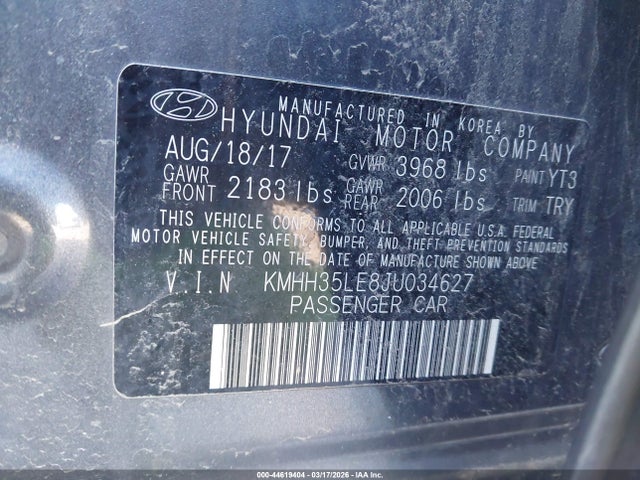 MANUFACTURED IN KOREA BY
HYUNDAI MOTOR COMPANY
AUG/18/17 GVWR 3968 lbs PAINT YT3
GAWR FRONT 2183 lbs GAWR REAR 2006 lbs TRIM TRY
THIS VEHICLE CONFORMS TO ALL APPLICABLE U.S.A. FEDERAL
MOTOR VEHICLE SAFETY, BUMPER, AND THEFT PREVENTION STANDARDS
IN EFFECT ON THE DATE OF MANUFACTURE SHOWN ABOVE
V.I.N KMHH35LE8JU034627
PASSENGER CAR
000-44619404 - 03/17/2026 - IAAI.COM